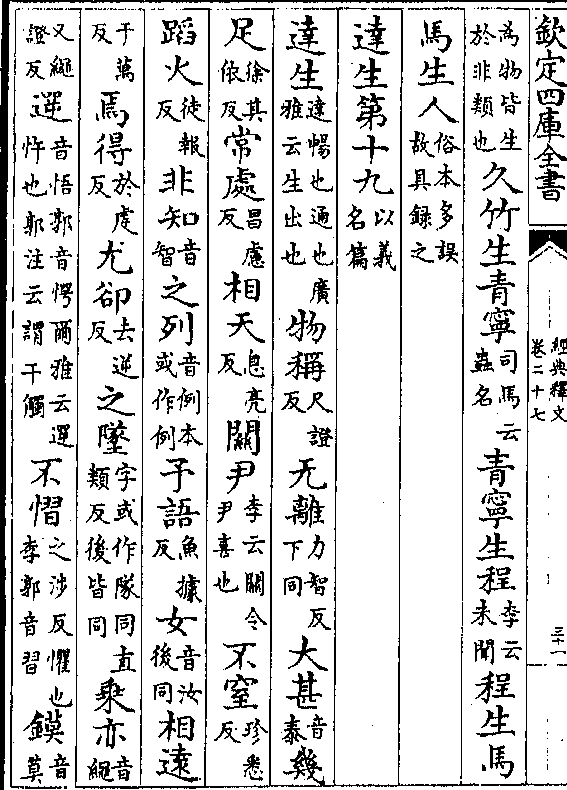 欽定四庫全書
經典釋文
卷二十七
三十一
為物皆生於非類也久竹生青寧司馬云蟲名青寧生程李云未聞程生馬
馬生人俗本多誤故具録之
達生第十九以義名篇
達生達暢也通也廣雅云生出也物稱尺證反无離力智反下同大甚音泰幾
足徐其依反常處昌慮反相天息亮反關尹李云關令尹喜也不窒珍悉反
蹈火徒報反非知音智之列音例本或作例予語魚據反女音汝後同相遠
于萬反焉得於虔反尤卻去逆反之墜字或作隊同直類反後皆同乘亦音繩
又繩證反遻音悟郭音愕爾雅云遻忤也郭注云謂干觸不慴之涉反懼也李郭音習鏌音莫